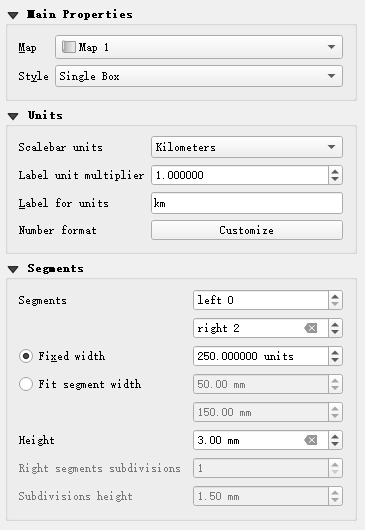 Main Properties
Map Map 1
Style Single Box
Units
Scalebar units Kilometers
Label unit multiplier 1.000000
Label for units km
Number format Customize
Segments
Segments left 0
right 2
Fixed width 250.000000 units
Fit segment width 50.00 mm
150.00 mm
Height 3.00 mm
Right segments subdivisions 1
Subdivisions height 1.50 mm